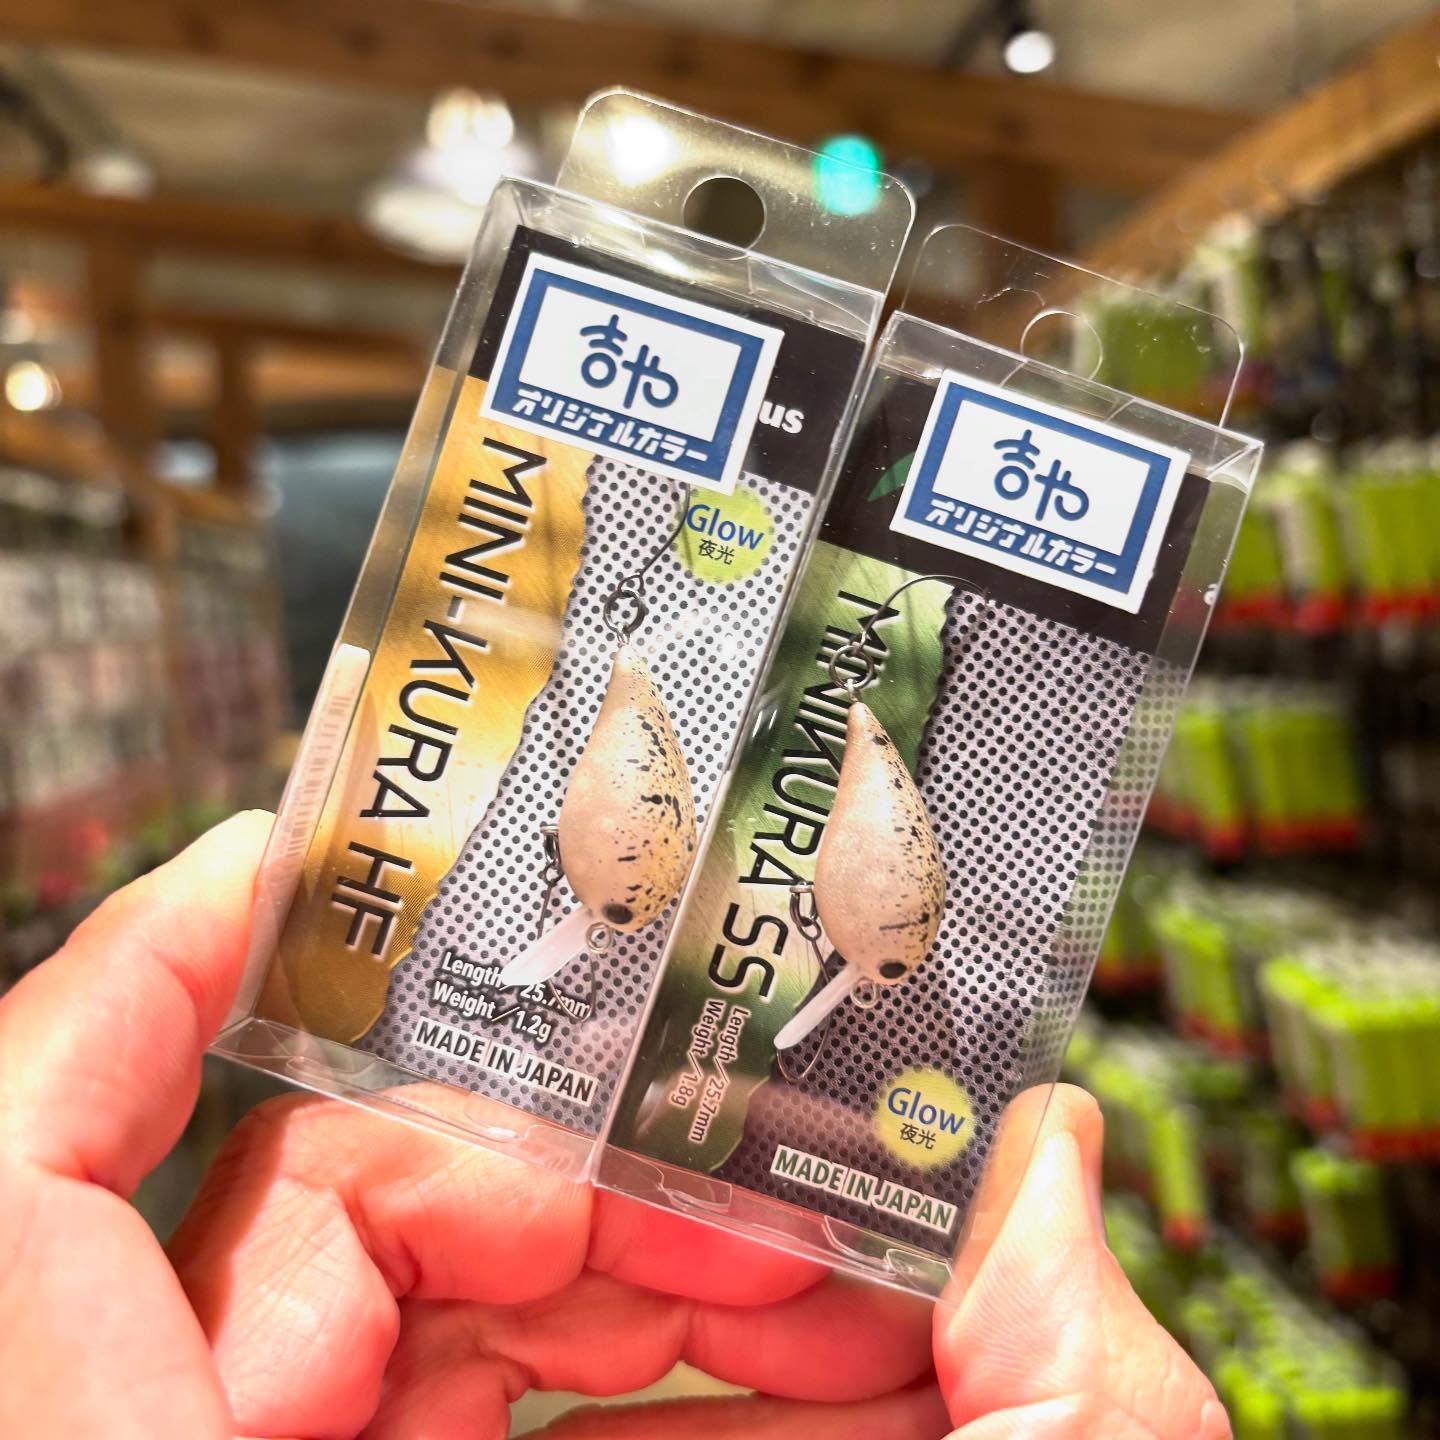 吉や
オリジナルカラー
us
Glow
夜光
MINI-KURA HF
Length／25.7mm
Weight／1.2g
MADE IN JAPAN
吉や
オリジナルカラー
MINIKURA SS
Length／25.7mm
Weight／1.8g
Glow
夜光
MADE IN JAPAN